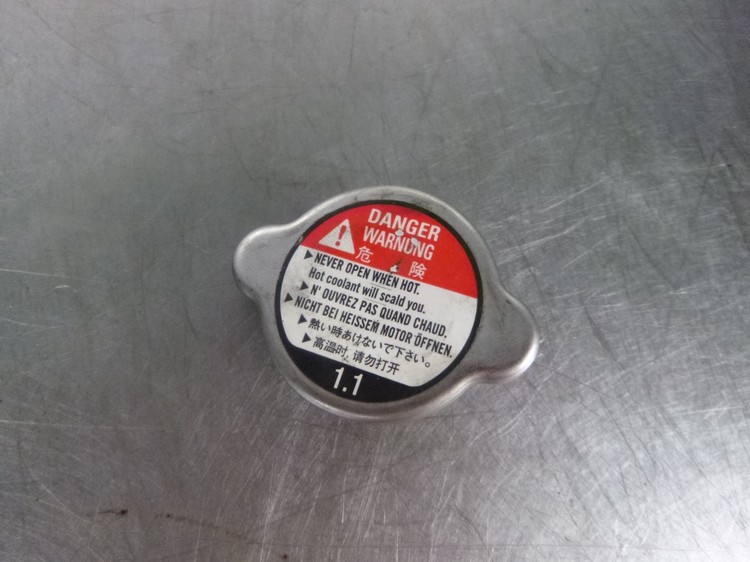 DANGER
WARNUNG
危険
▶NEVER OPEN WHEN HOT.
Hot coolant will scald you.
▶N' OUVREZ PAS QUAND CHAUD.
▶NICHT BEI HEISSEM MOTOR ÖFFNEN.
▶熱い時あけないで下さい。
▶高温时,请勿打开
1.1